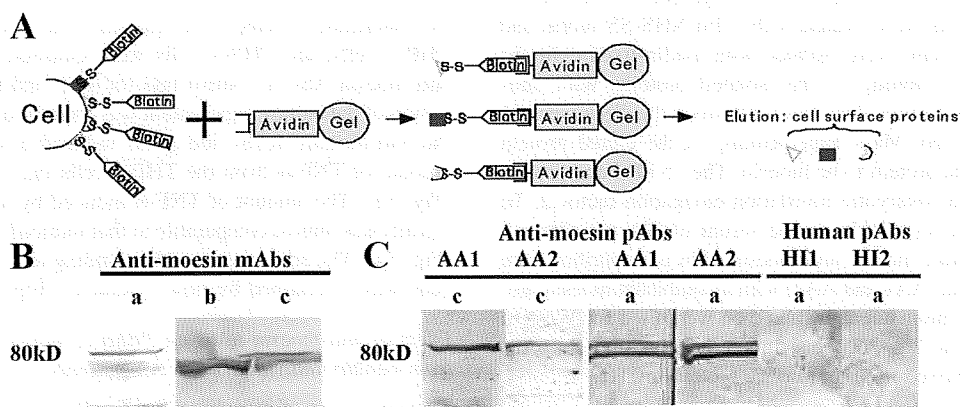 A
Biotin
S-S
Avidin
Gel
Cell
S-S
Biotin
S-S
Biotin
S-S
Biotin
+
Avidin
Gel
S-S
Biotin
Avidin
Gel
S-S
Biotin
Avidin
Gel
Elution: cell surface proteins
B
Anti-moesin mAbs
a b c
80kD
C
Anti-moesin pAbs Human pAbs
AA1 AA2 AA1 AA2 HI1 HI2
c c a a a a
80kD